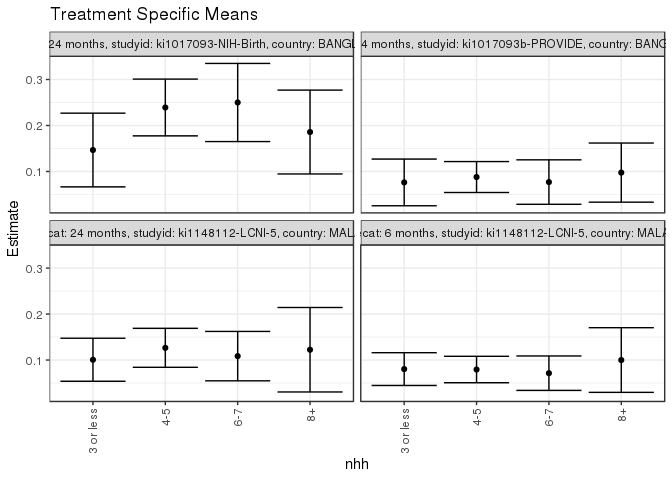 Treatment Specific Means
24 months, studyid: ki1017093-NIH-Birth, country: BANGL
4 months, studyid: ki1017093b-PROVIDE, country: BANG
0.3
0.2
0.1
cat: 24 months, studyid: ki1148112-LCNI-5, country: MALA
cat: 6 months, studyid: ki1148112-LCNI-5, country: MALA
0.3
0.2
0.1
Estimate
3 or less
4-5
6-7
8+
3 or less
4-5
6-7
8+
nhh